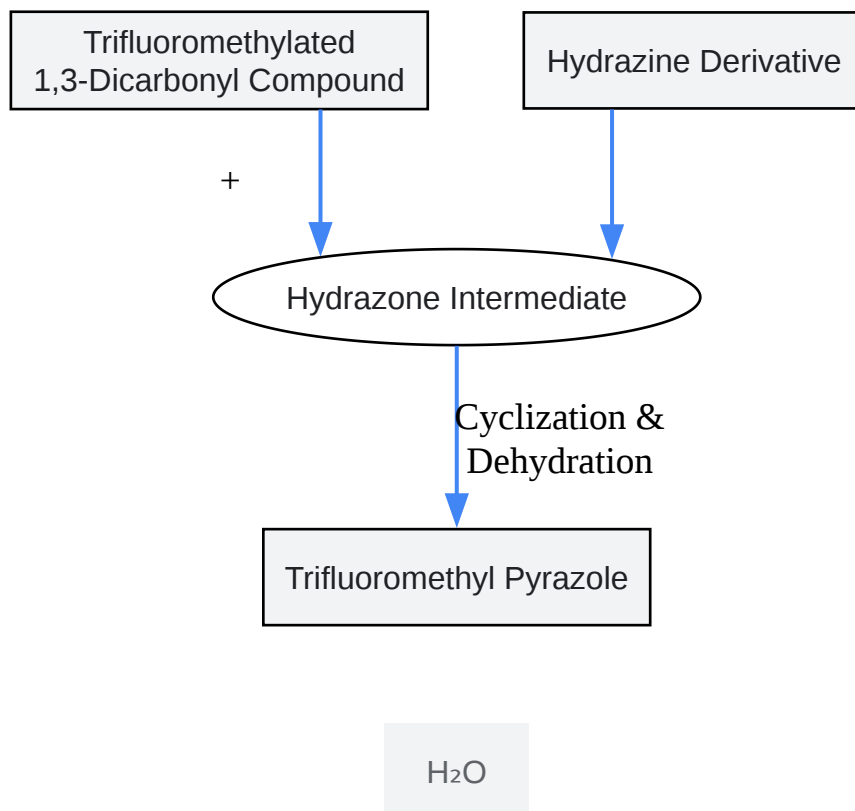 Trifluoromethylated
1,3-Dicarbonyl Compound
Hydrazine Derivative
+
Hydrazone Intermediate
Cyclization &
Dehydration
Trifluoromethyl Pyrazole
H₂O